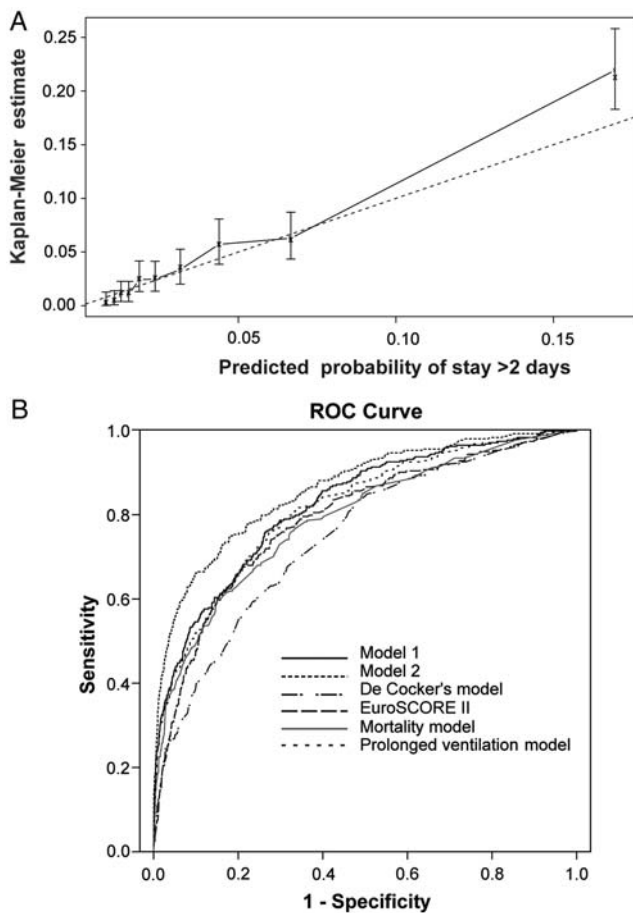 A
0.25
0.20
0.15
0.10
0.05
0.00
Kaplan-Meier estimate
0.05 0.10 0.15
Predicted probability of stay >2 days
B
ROC Curve
1.0
0.8
0.6
0.4
0.2
0.0
Sensitivity
Model 1
Model 2
De Cocker's model
EuroSCORE II
Mortality model
Prolonged ventilation model
0.0 0.2 0.4 0.6 0.8 1.0
1 - Specificity